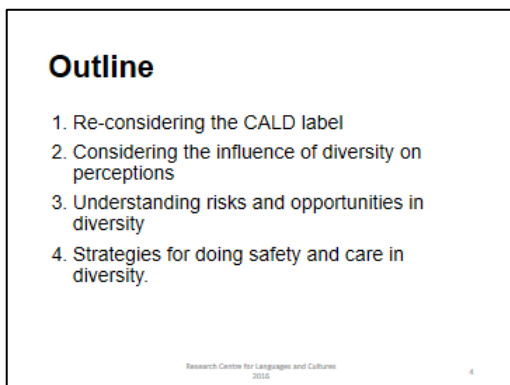 Outline
1. Re-considering the CALD label
2. Considering the influence of diversity on
perceptions
3. Understanding risks and opportunities in
diversity
4. Strategies for doing safety and care in
diversity.
Research Centre for Languages and Cultures
2016
4